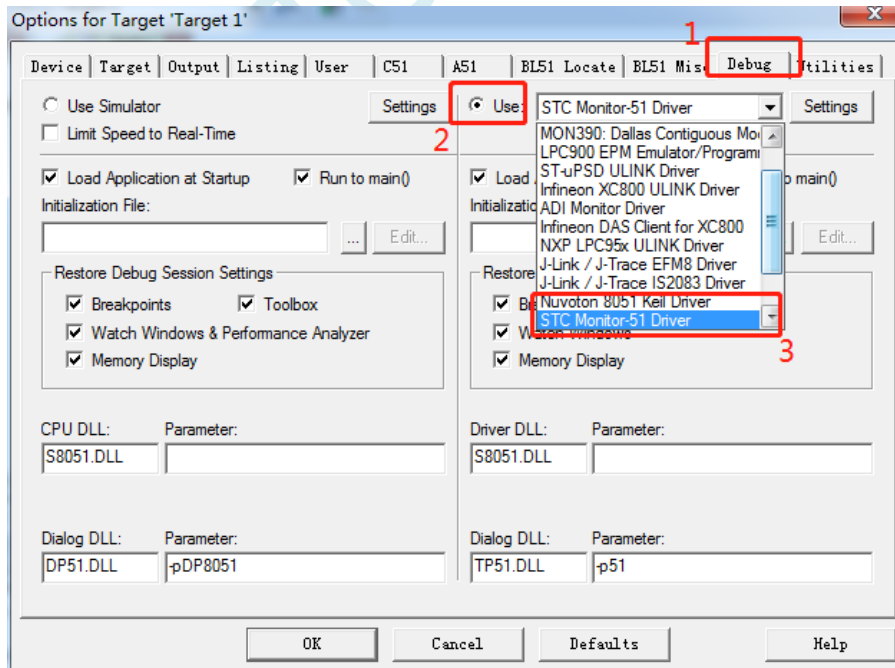 Options for Target 'Target 1'
1
Device Target Output Listing User C51 A51 BL51 Locate BL51 Misc Debug Utilities
Use Simulator
Settings
Use:
STC Monitor-51 Driver
Settings
2
Limit Speed to Real-Time
MON390: Dallas Contiguous
LPC900 EPM
ST-uPSD ULINK Driver
Infineon XC800 ULINK Driver
ADI Monitor Driver
Infineon DAS Client for XC800
NXP LPC95x ULINK Driver
J-Link / J-Trace EFM8 Driver
J-Link / J-Trace IS2083 Driver
Nuvoton 8051 Keil Driver
STC Monitor-51 Driver
3
Load Application at Startup
Run to main()
Load
main()
Initialization File:
... Edit...
Edit...
Restore Debug Session Settings
Restore
Breakpoints
Toolbox
Watch Windows & Performance Analyzer
Memory Display
Memory Display
CPU DLL: Parameter:
S8051.DLL
Driver DLL: Parameter:
S8051.DLL
Dialog DLL: Parameter:
DP51.DLL -pDP8051
Dialog DLL: Parameter:
TP51.DLL -p51
OK Cancel Defaults Help